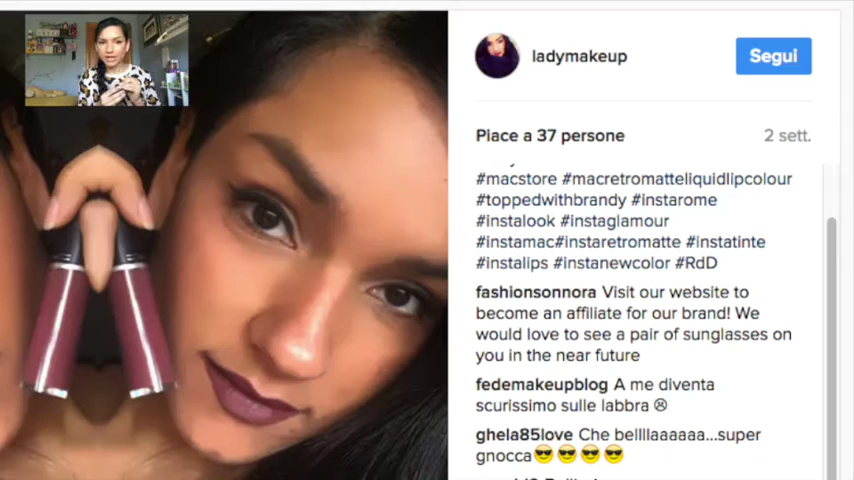 ladymakeup
Segui
Piace a 37 persone
2 sett.
#macstore #macretromatteliquidlipcolour
#toppedwithbrandy #instarome
#instalook #instaglamour
#instamac#instaretromatte #instatinte
#instalips #instanewcolor #RdD
fashionsonnora Visit our website to
become an affiliate for our brand! We
would love to see a pair of sunglasses on
you in the near future
fedemakeupblog A me diventa
scurissimo sulle labbra ☹
ghela85love Che bellllaaaaaa...super
gnocca😎😎😎😎